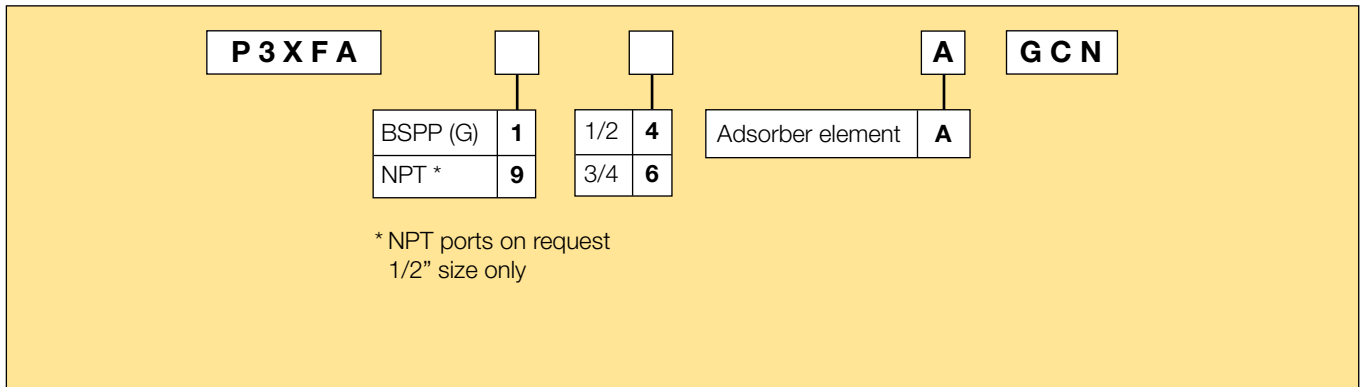 P3XFA A GCN
BSPP (G) 1 1/2 4 Adsorber element A
NPT * 9 3/4 6
* NPT ports on request
1/2” size only